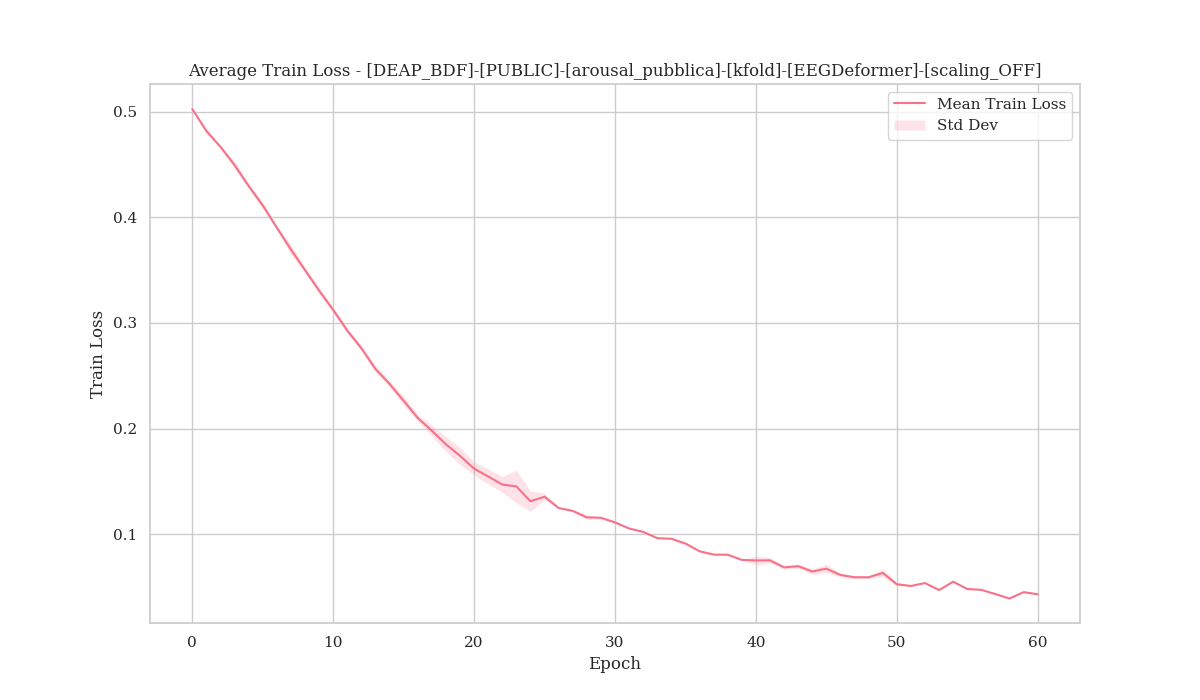 Average Train Loss - [DEAP_BDF]-[PUBLIC]-[arousal_pubblica]-[kfold]-[EEGDeformer]-[scaling_OFF]
Mean Train Loss
Std Dev
0.5
0.4
0.3
0.2
0.1
Train Loss
0 10 20 30 40 50 60
Epoch